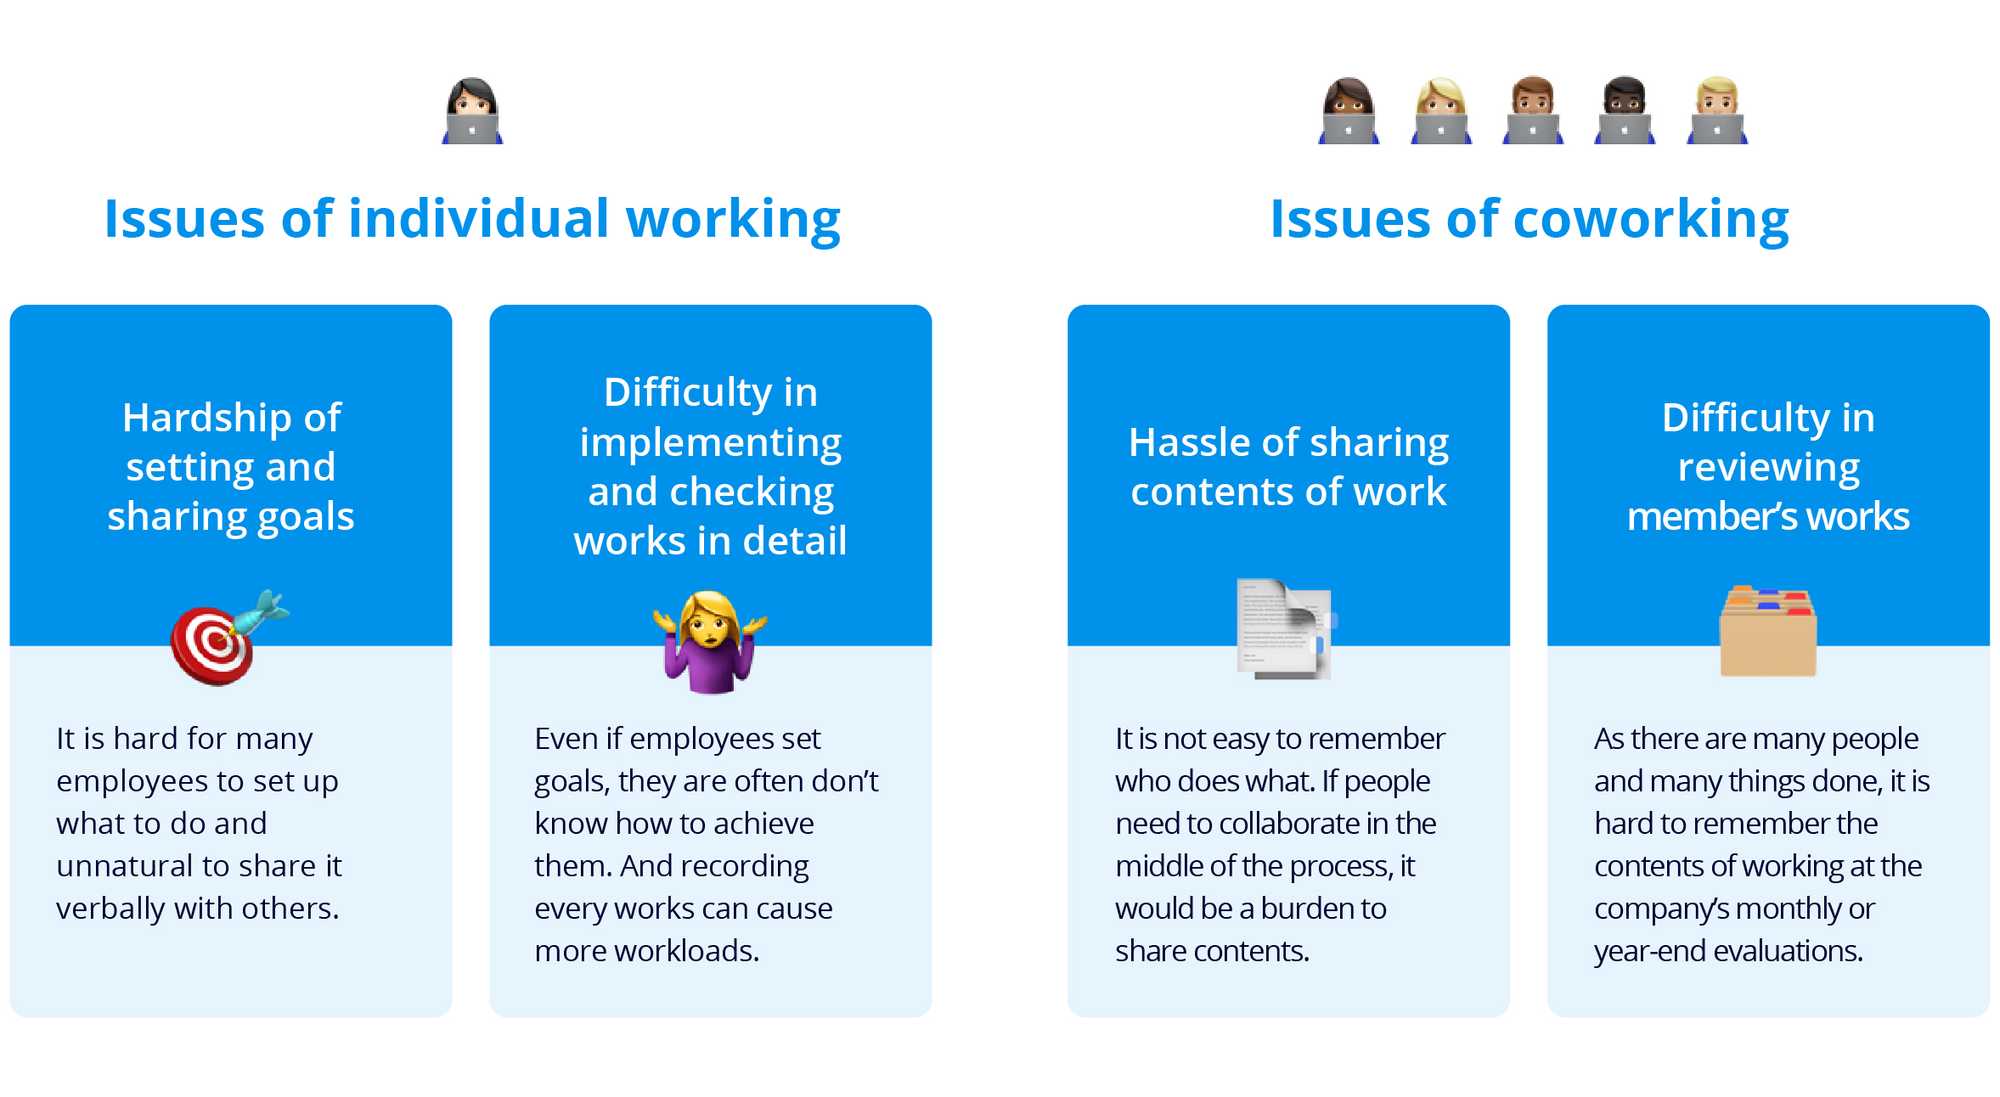 Issues of individual working
Hardship of
setting and
sharing goals
It is hard for many
employees to set up
what to do and
unnatural to share it
verbally with others.
Difficulty in
implementing
and checking
works in detail
Even if employees set
goals, they are often don’t
know how to achieve
them. And recording
every works can cause
more workloads.
Issues of coworking
Hassle of sharing
contents of work
It is not easy to remember
who does what. If people
need to collaborate in the
middle of the process, it
would be a burden to
share contents.
Difficulty in
reviewing
member’s works
As there are many people
and many things done, it is
hard to remember the
contents of working at the
company’s monthly or
year-end evaluations.